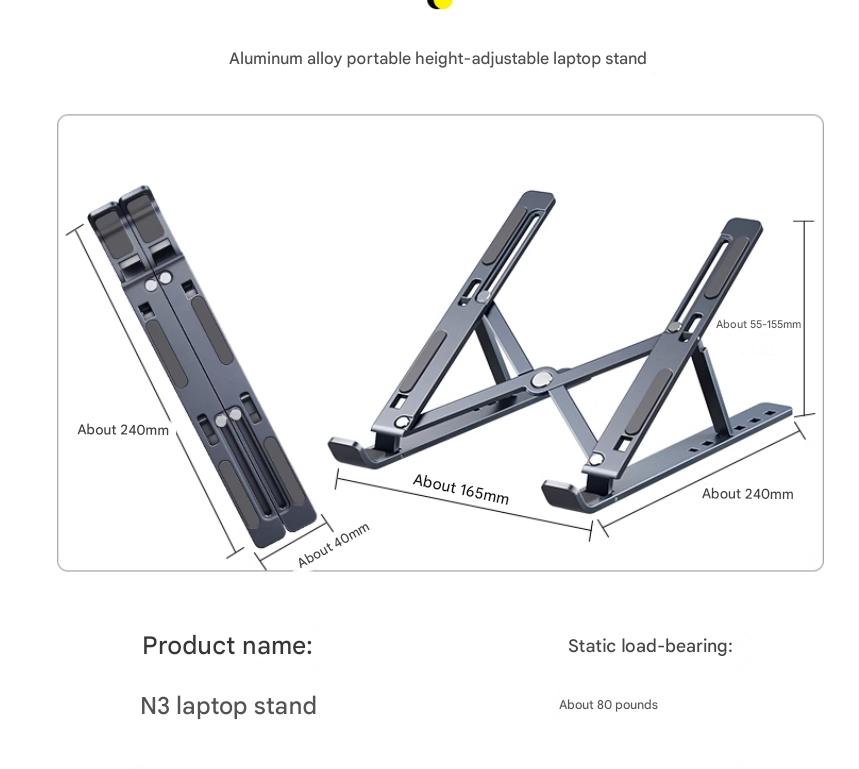 Aluminum alloy portable height-adjustable laptop stand
About 55-155mm
About 240mm
About 165mm
About 240mm
About 40mm
Product name:
Static load-bearing:
N3 laptop stand
About 80 pounds